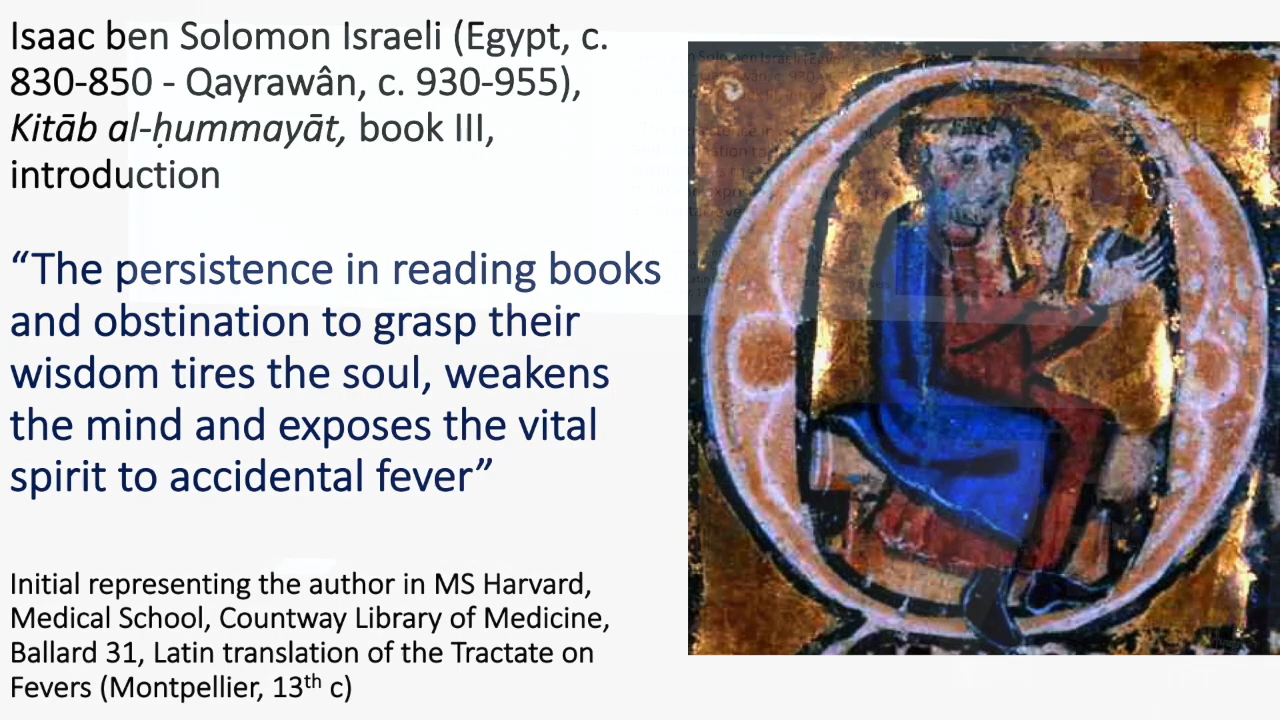 Isaac ben Solomon Israeli (Egypt, c.
830-850 - Qayrawân, c. 930-955),
Kitāb al-ḥummayāt, book III,
introduction
“The persistence in reading books
and obstination to grasp their
wisdom tires the soul, weakens
the mind and exposes the vital
spirit to accidental fever”
Initial representing the author in MS Harvard,
Medical School, Countway Library of Medicine,
Ballard 31, Latin translation of the Tractate on
Fevers (Montpellier, 13th c)